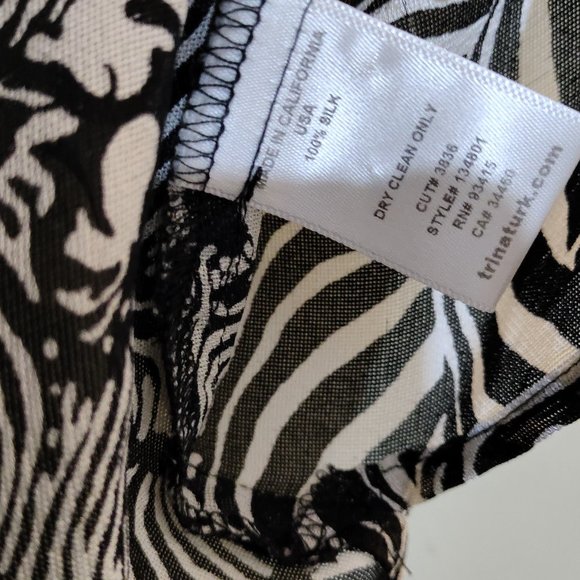 MADE IN CALIFORNIA
USA
100% SILK
DRY CLEAN ONLY
CUT# 3836
STYLE# 134801
RN# 93415
CA# 34460
trinaturk.com